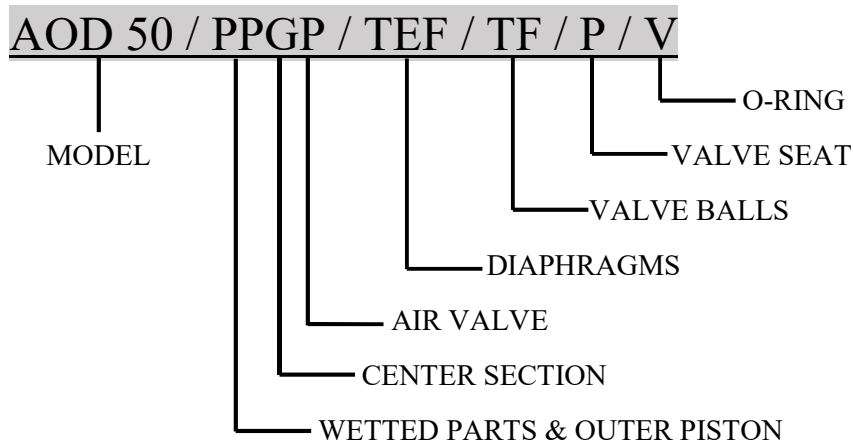 AOD 50 / PPGP / TEF / TF / P / V
O-RING
MODEL
VALVE SEAT
VALVE BALLS
DIAPHRAGMS
AIR VALVE
CENTER SECTION
WETTED PARTS & OUTER PISTON